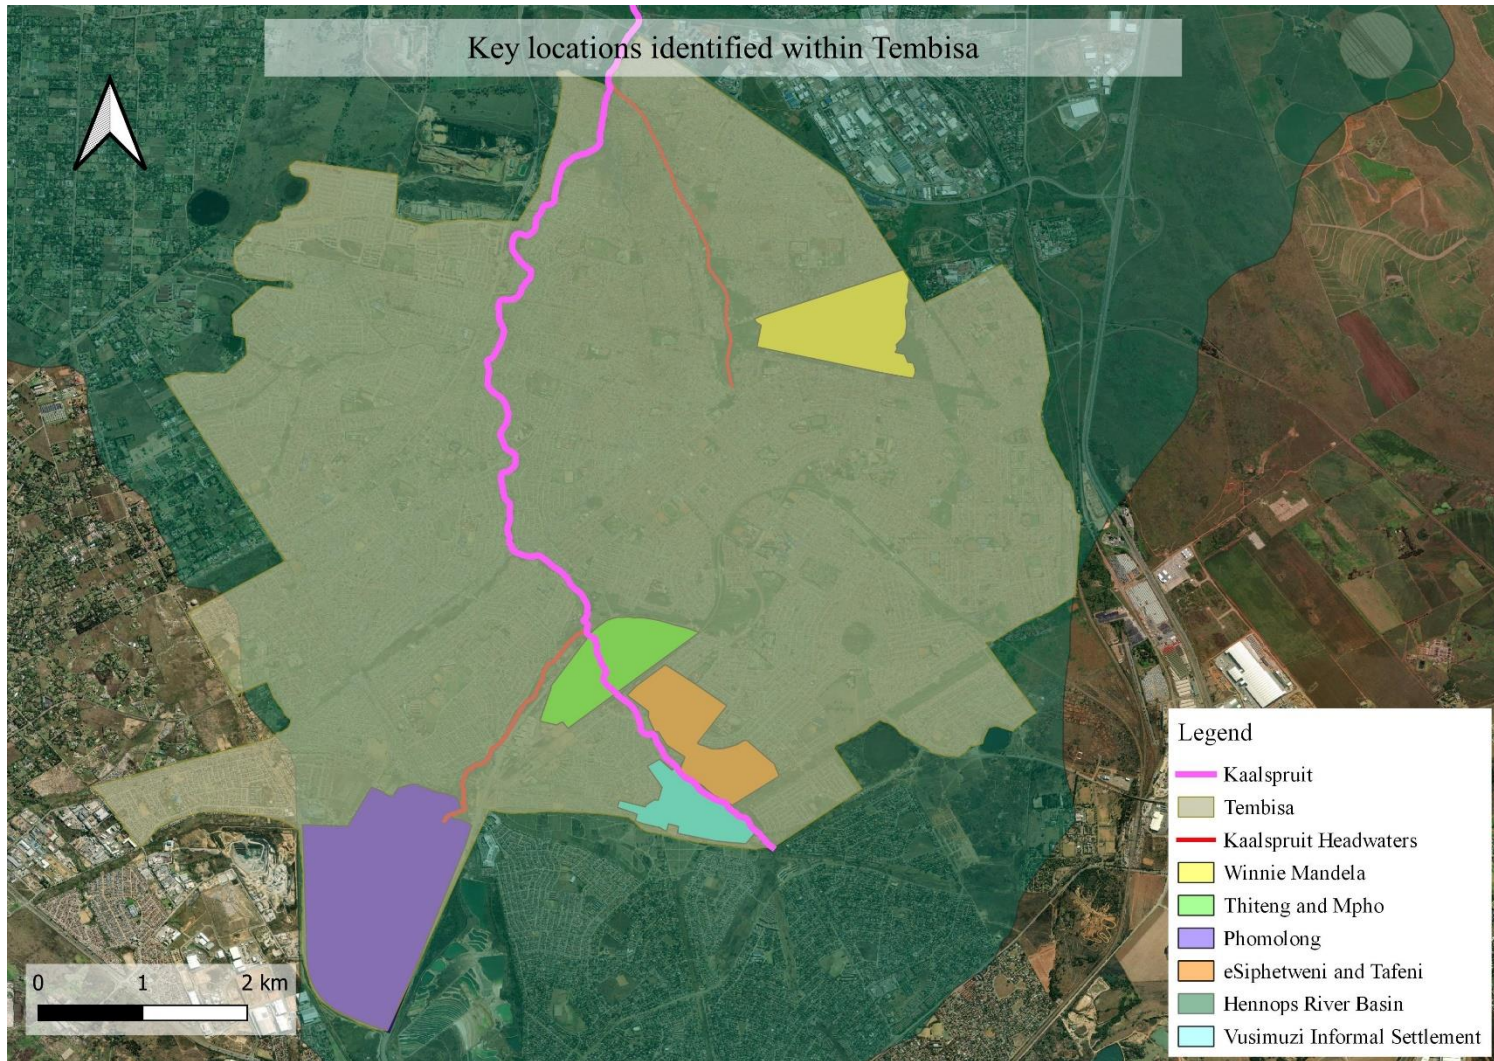 Key locations identified within Tembisa
Legend
Kaalspruit
Tembisa
Kaalspruit Headwaters
Winnie Mandela
Thiteng and Mpho
Phomolong
eSiphetweni and Tafeni
Hennops River Basin
Vusimuzi Informal Settlement
0 1 2 km